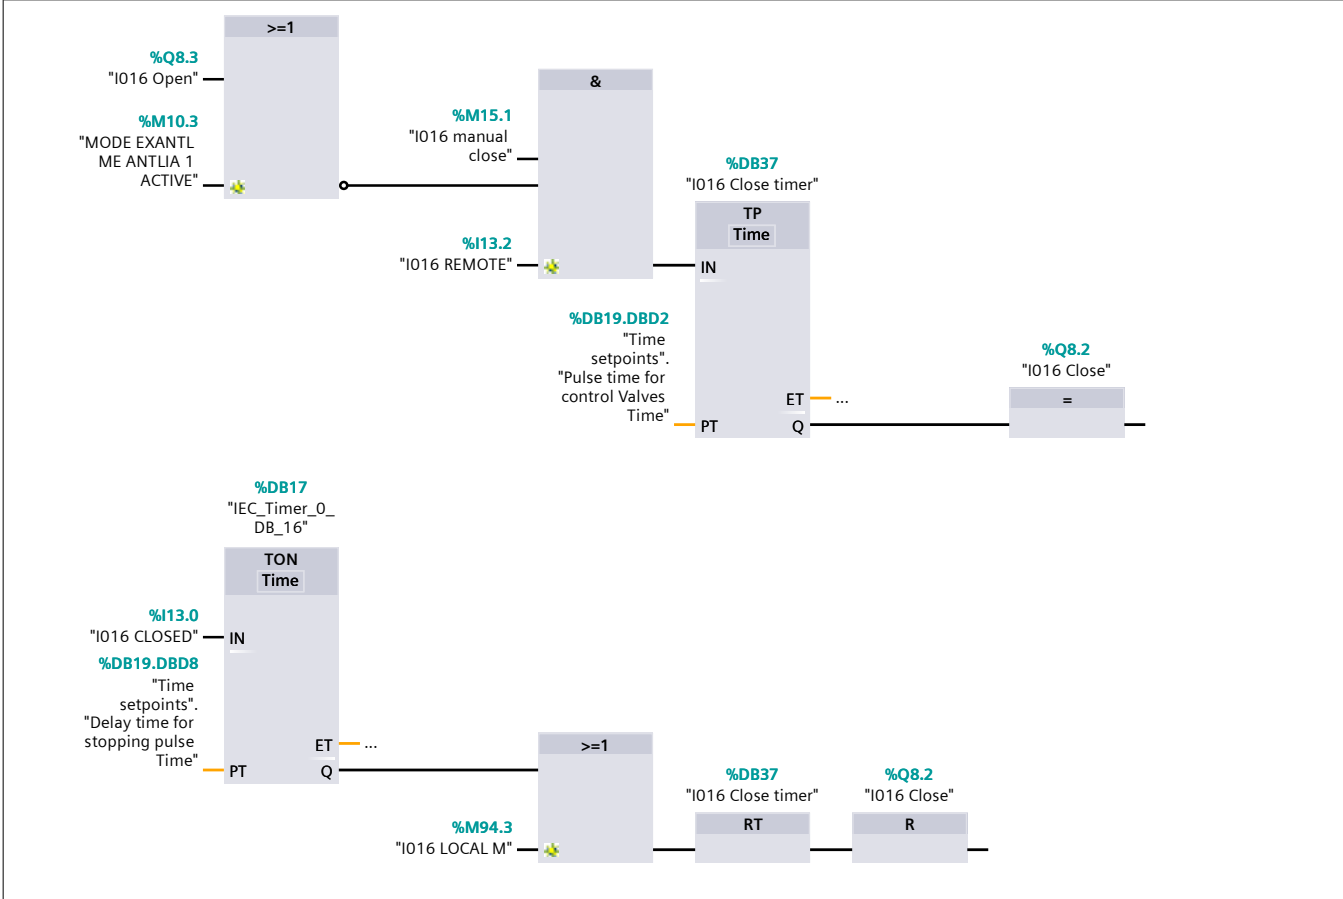 >=1
%Q8.3
"I016 Open"
%M10.3
"MODE EXANTL
ME ANTLIA 1
ACTIVE"
&
%M15.1
"I016 manual
close"
%I13.2
"I016 REMOTE"
%DB37
"I016 Close timer"
TP
Time
IN
%DB19.DBD2
"Time
setpoints".
"Pulse time for
control Valves
Time"
ET
...
PT
Q
%Q8.2
"I016 Close"
=
%DB17
"IEC_Timer_0_
DB_16"
TON
Time
%I13.0
"I016 CLOSED"
IN
%DB19.DBD8
"Time
setpoints".
"Delay time for
stopping pulse
Time"
ET
...
PT
Q
>=1
%M94.3
"I016 LOCAL M"
%DB37
"I016 Close timer"
RT
%Q8.2
"I016 Close"
R